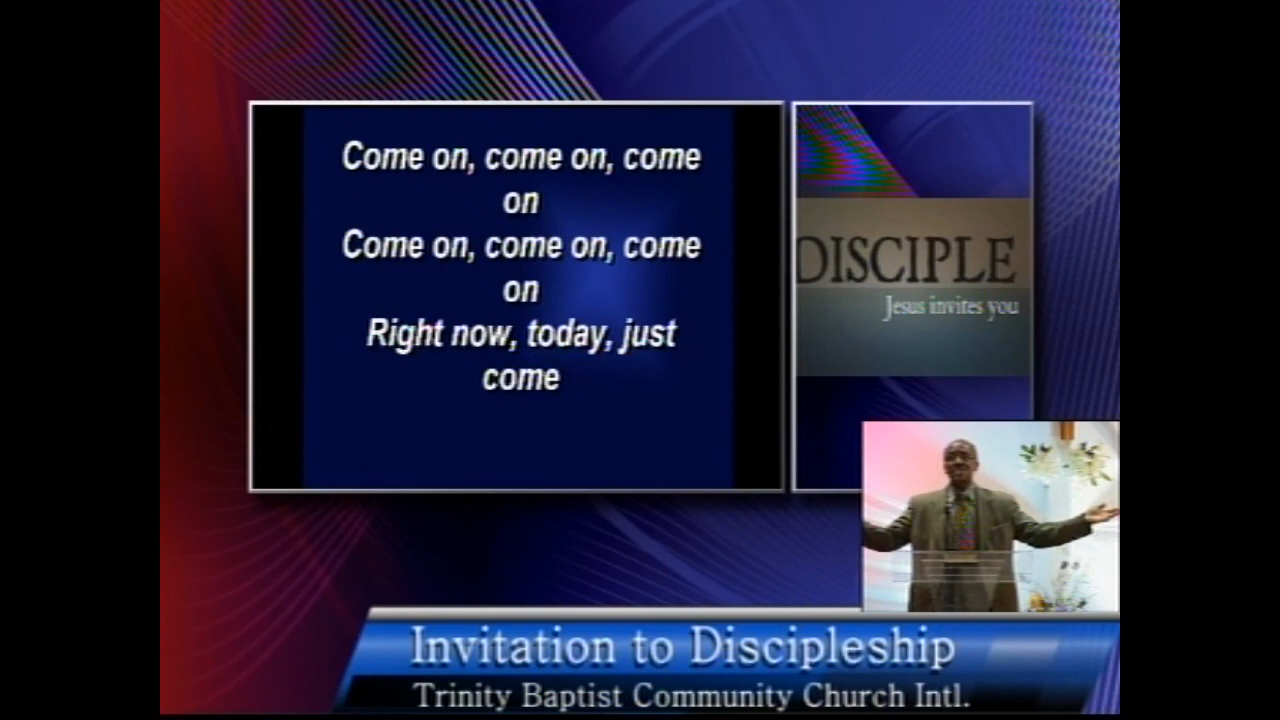 Come on, come on, come
on
Come on, come on, come
on
Right now, today, just
come
DISCIPLE
Jesus invites you
Invitation to Discipleship
Trinity Baptist Community Church Intl.